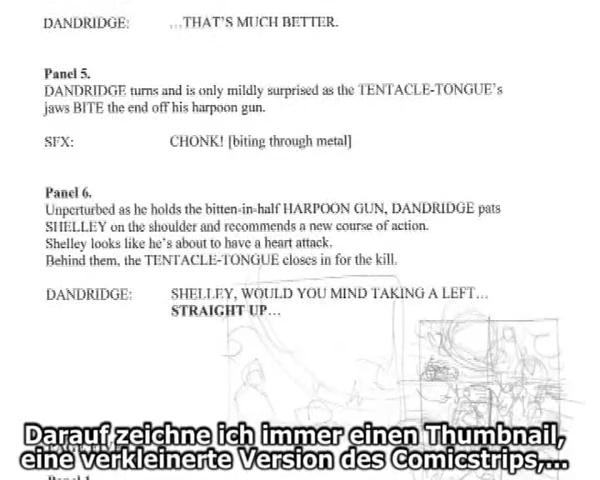 DANDRIDGE: …THAT'S MUCH BETTER.
Panel 5.
DANDRIDGE turns and is only mildly surprised as the TENTACLE-TONGUE's
jaws BITE the end off his harpoon gun.
SFX: CHONK! [biting through metal]
Panel 6.
Unperturbed as he holds the bitten-in-half HARPOON GUN, DANDRIDGE pats
SHELLEY on the shoulder and recommends a new course of action.
Shelley looks like he's about to have a heart attack.
Behind them, the TENTACLE-TONGUE closes in for the kill.
DANDRIDGE: SHELLEY, WOULD YOU MIND TAKING A LEFT…
STRAIGHT UP…
Darauf zeichne ich immer einen Thumbnail,
eine verkleinerte Version des Comicstrips,...